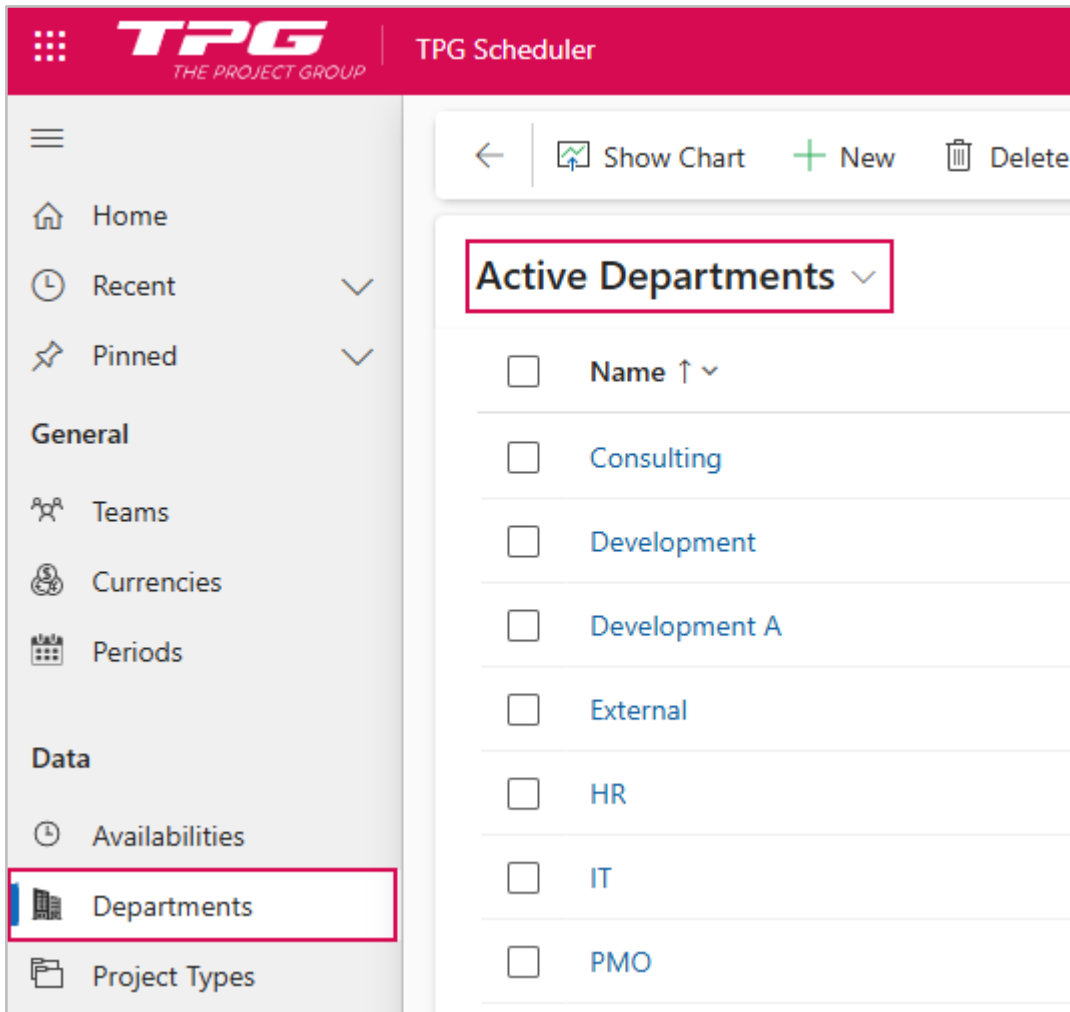 TPG
THE PROJECT GROUP
TPG Scheduler
Show Chart
New
Delete
Home
Recent
Pinned
General
Teams
Currencies
Periods
Data
Availabilities
Departments
Project Types
Active Departments
Name
Consulting
Development
Development A
External
HR
IT
PMO